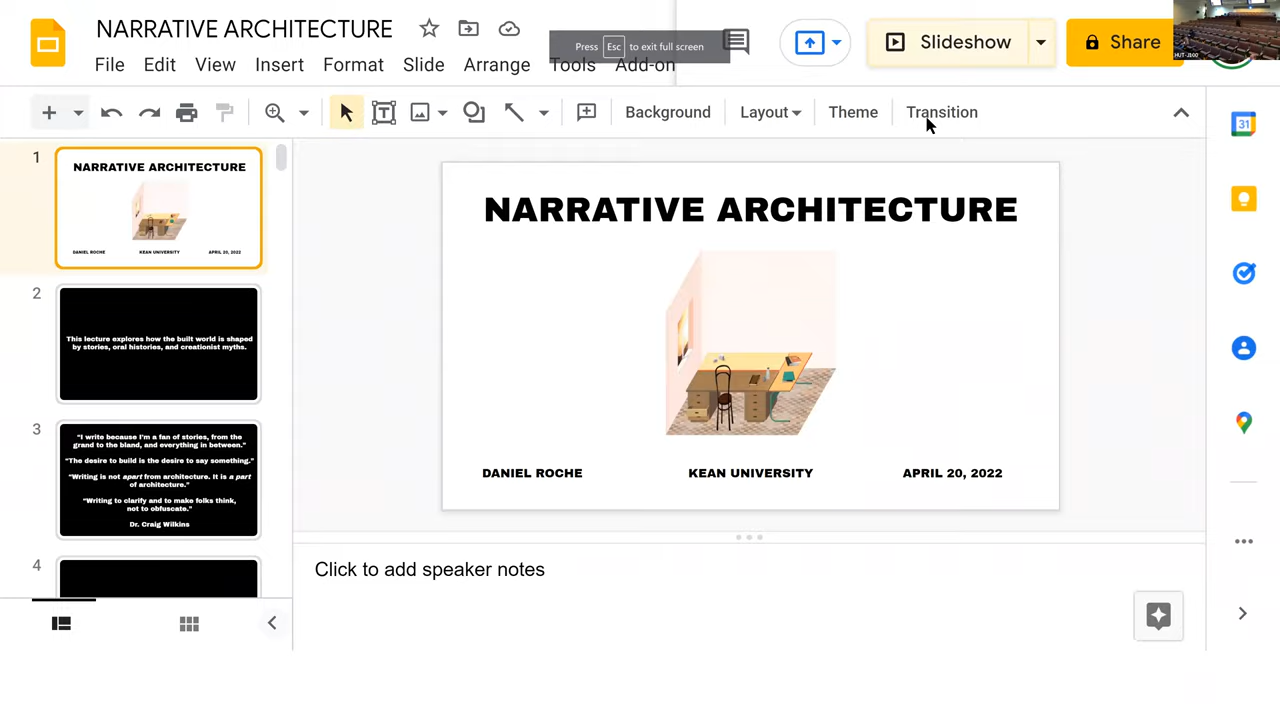 NARRATIVE ARCHITECTURE
Press Esc to exit full screen
Slideshow
Share
HUT-J100
File Edit View Insert Format Slide Arrange Tools Add-on
Background Layout Theme Transition
31
1
NARRATIVE ARCHITECTURE
DANIEL ROCHE KEAN UNIVERSITY APRIL 20, 2022
2
This lecture explores how the built world is shaped
by stories, oral histories, and creationist myths.
3
"I write because I'm a fan of stories, from the
grand to the bland, and everything in between."
"The desire to build is the desire to say something."
"Writing is not apart from architecture. It is a part
of architecture."
"Writing to clarify and to make folks think,
not to obfuscate."
Dr. Craig Wilkins
4
NARRATIVE ARCHITECTURE
DANIEL ROCHE KEAN UNIVERSITY APRIL 20, 2022
Click to add speaker notes